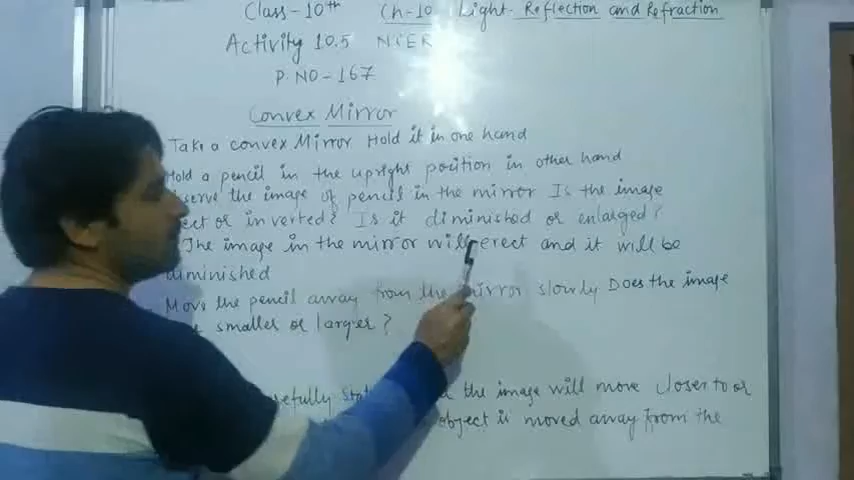 Class-10th Ch-10 Light- Reflection and Refraction
Activity 10.5 NCER
P.NO-167
Convex Mirror
Take a convex Mirror Hold it in one hand
Hold a pencil in the upright position in other hand
the image of pencil in the mirror Is the image
or inverted? Is it diminished or enlarged?
The image in the mirror will erect and it will be
diminished
Move the pencil away from the mirror slowly Does the image
smaller or larger?
the image will move closer to or
object is moved away from the